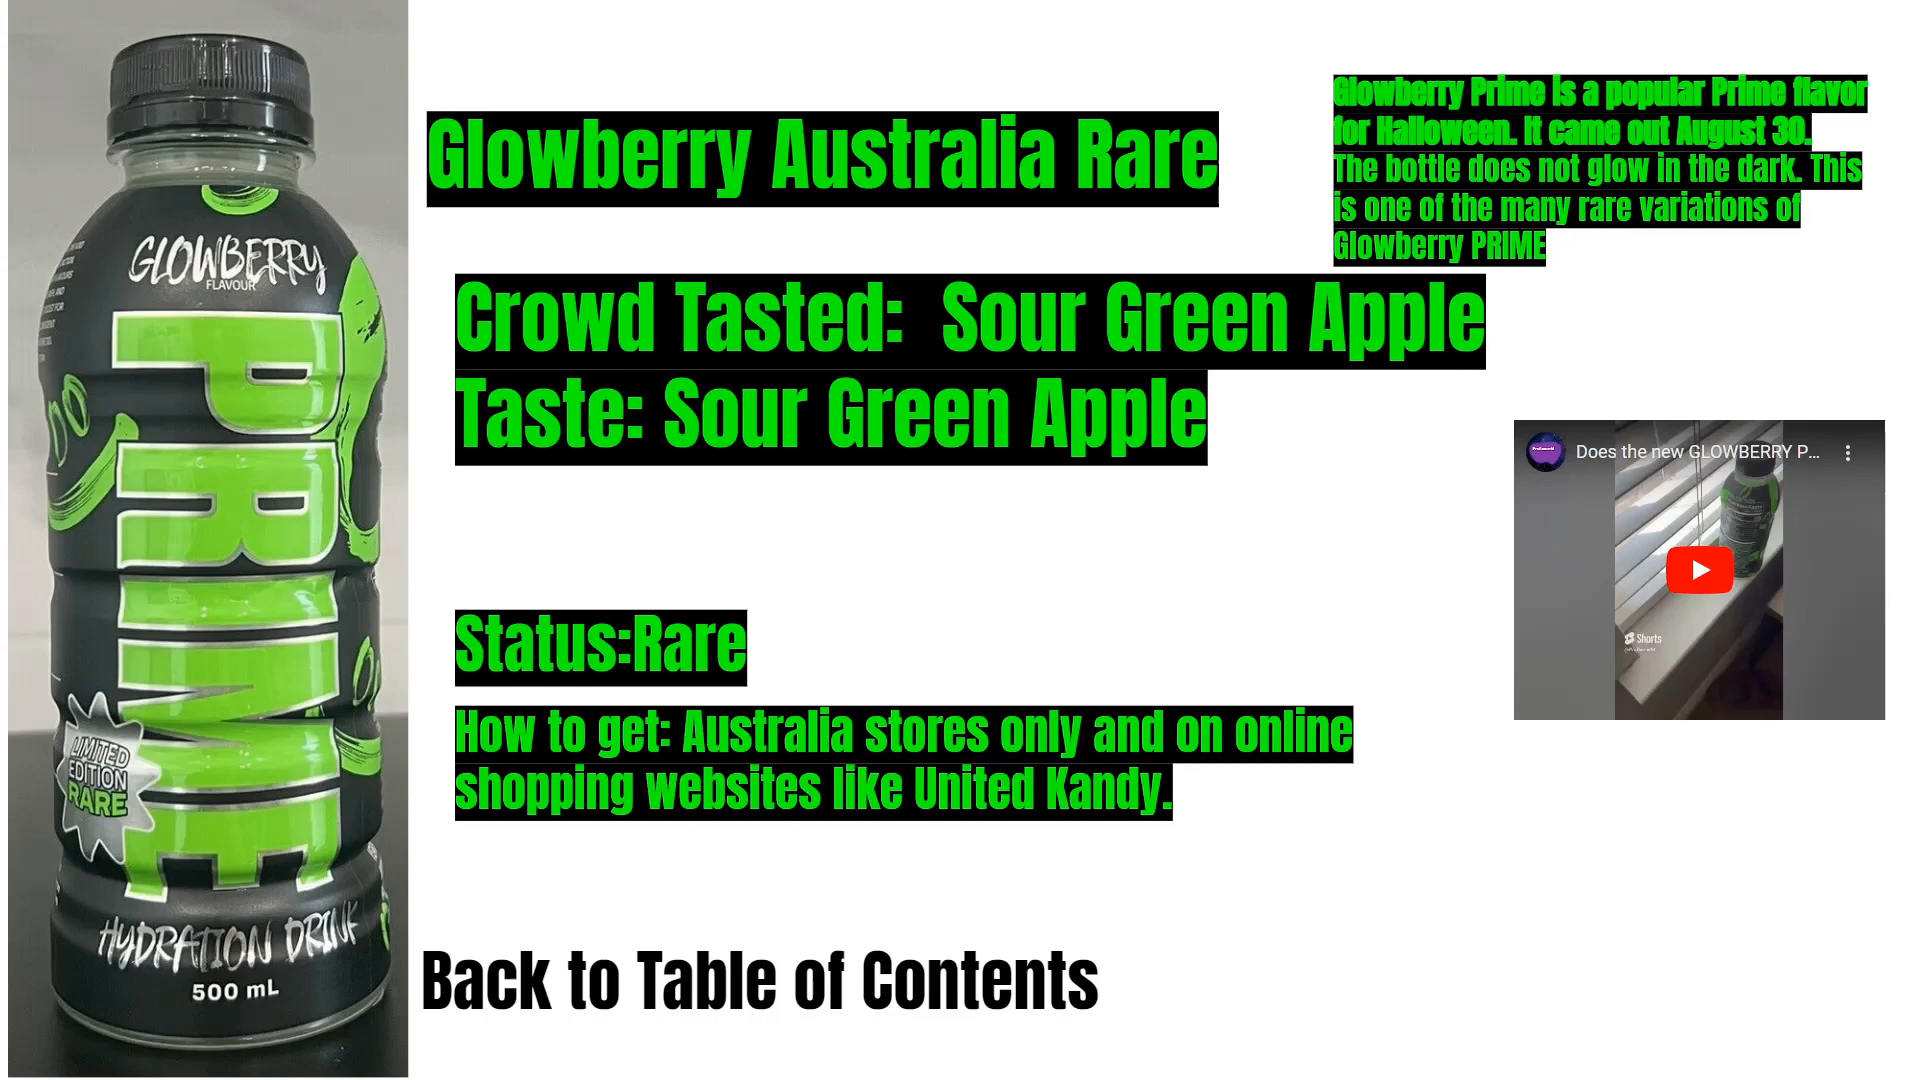 Glowberry Australia Rare
Glowberry Prime is a popular Prime flavor
for Halloween. It came out August 30.
The bottle does not glow in the dark. This
is one of the many rare variations of
Glowberry PRIME
Crowd Tasted:  Sour Green Apple
Taste: Sour Green Apple
Does the new GLOWBERRY P...
Shorts
Status:Rare
How to get: Australia stores only and on online
shopping websites like United Kandy.
Back to Table of Contents
GLOWBERRY
FLAVOUR
PRIME
LIMITED
EDITION
RARE
HYDRATION DRINK
500 mL